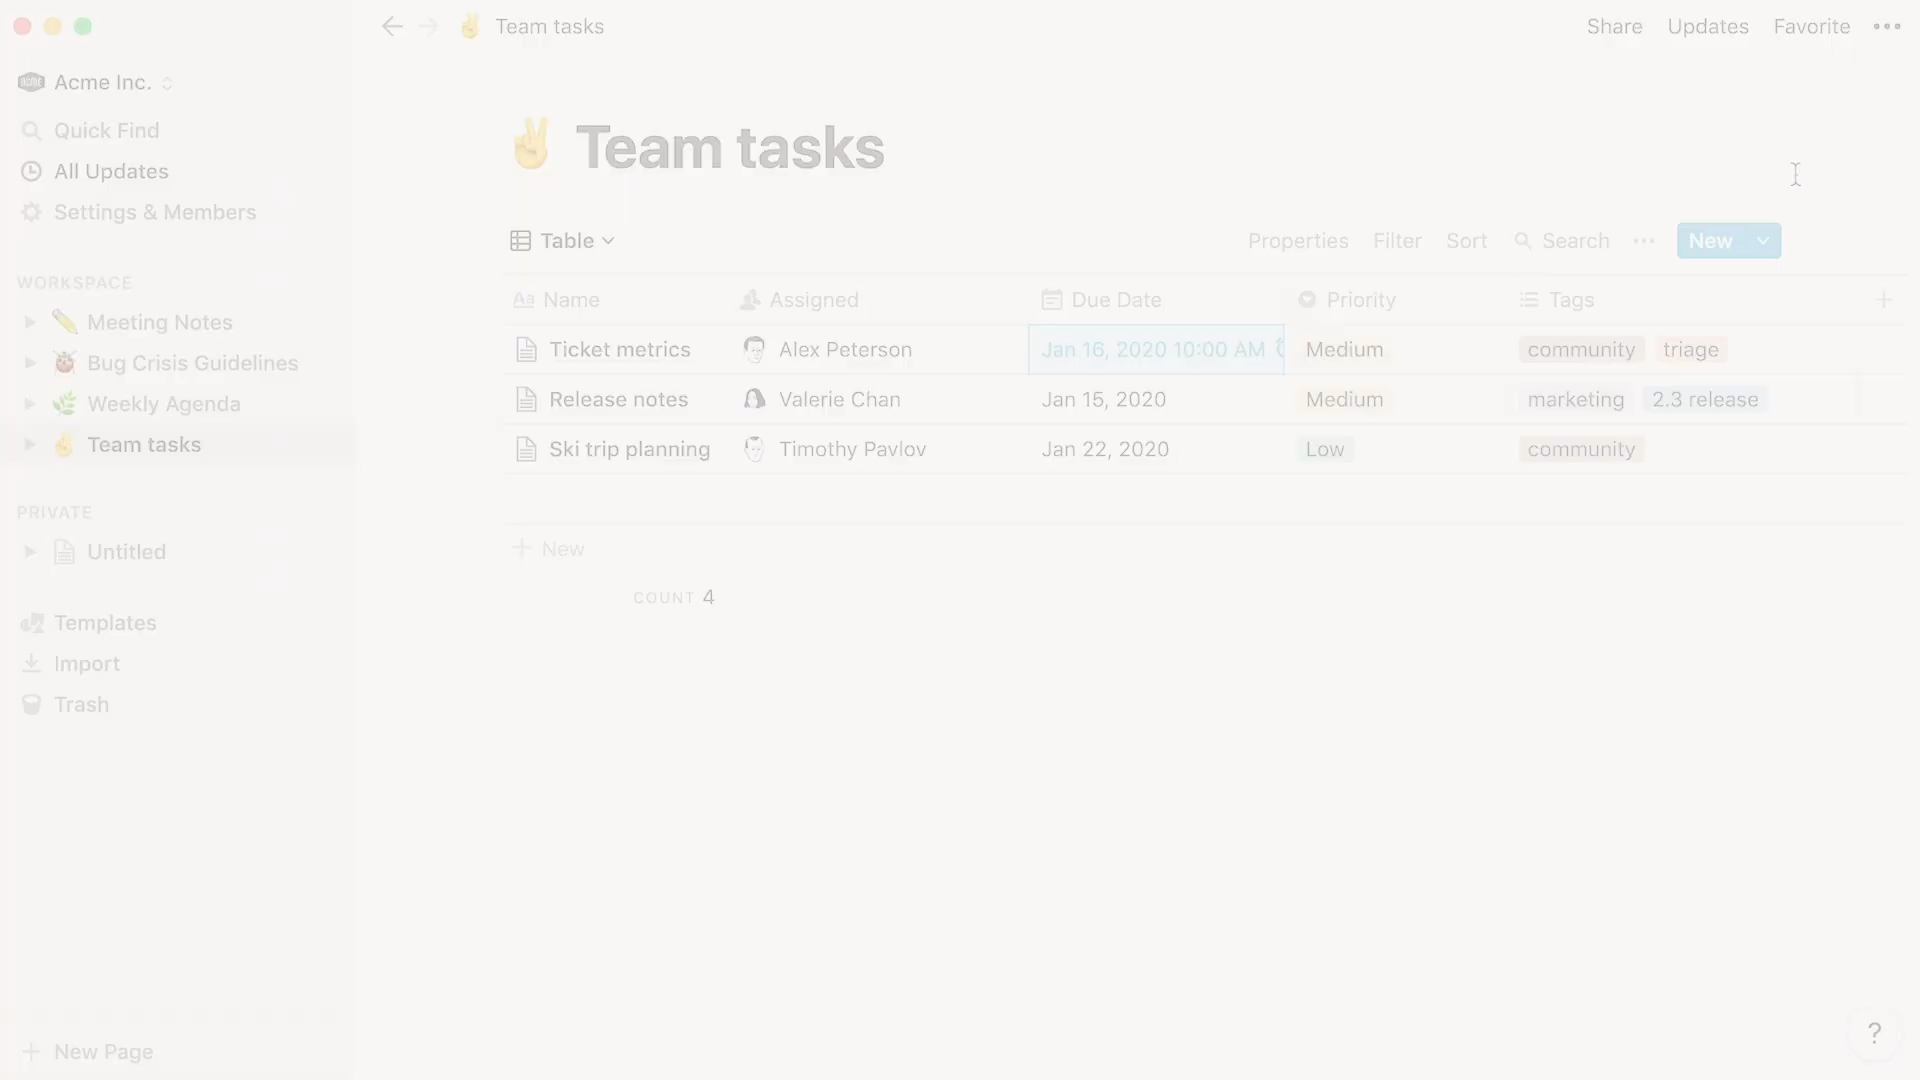 Team tasks
Share Updates Favorite
Acme Inc.
Quick Find
All Updates
Settings & Members
WORKSPACE
Meeting Notes
Bug Crisis Guidelines
Weekly Agenda
Team tasks
PRIVATE
Untitled
Templates
Import
Trash
New Page
Team tasks
Table
Properties Filter Sort Search New
Aa Name Assigned Due Date Priority Tags
Ticket metrics Alex Peterson Jan 16, 2020 10:00 AM Medium community triage
Release notes Valerie Chan Jan 15, 2020 Medium marketing 2.3 release
Ski trip planning Timothy Pavlov Jan 22, 2020 Low community
New
COUNT 4
?